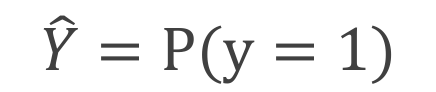 Ŷ = P(y = 1)